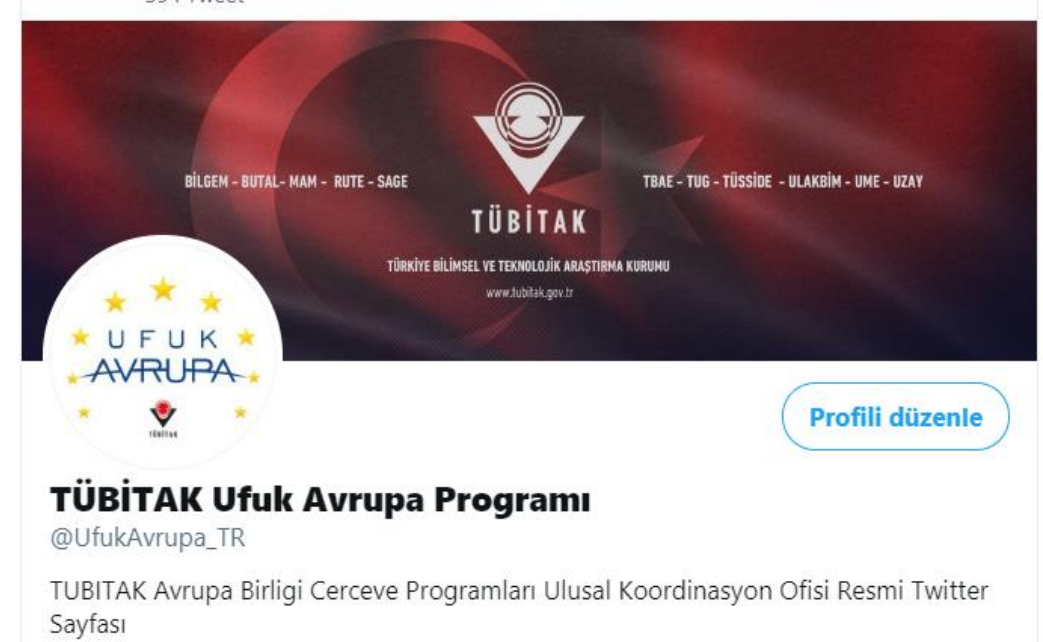 BİLGEM - BUTAL- MAM - RUTE - SAGE
TBAE - TUG - TÜSSİDE - ULAKBİM - UME - UZAY
TÜBİTAK
TÜRKİYE BİLİMSEL VE TEKNOLOJİK ARAŞTIRMA KURUMU
www.tubitak.gov.tr
UFUK
AVRUPA
TÜBİTAK
Profili düzenle
TÜBİTAK Ufuk Avrupa Programı
@UfukAvrupa_TR
TUBITAK Avrupa Birligi Cerceve Programları Ulusal Koordinasyon Ofisi Resmi Twitter
Sayfası